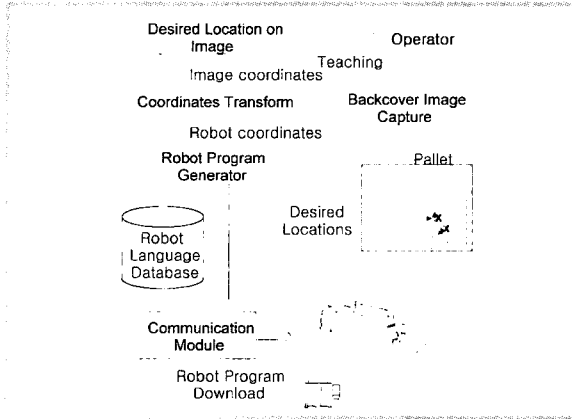 Desired Location on
Image
Operator
Teaching
Image coordinates
Coordinates Transform
Backcover Image
Capture
Robot coordinates
Robot Program
Generator
Pallet
Desired
Locations
Robot
Language
Database
Communication
Module
Robot Program
Download